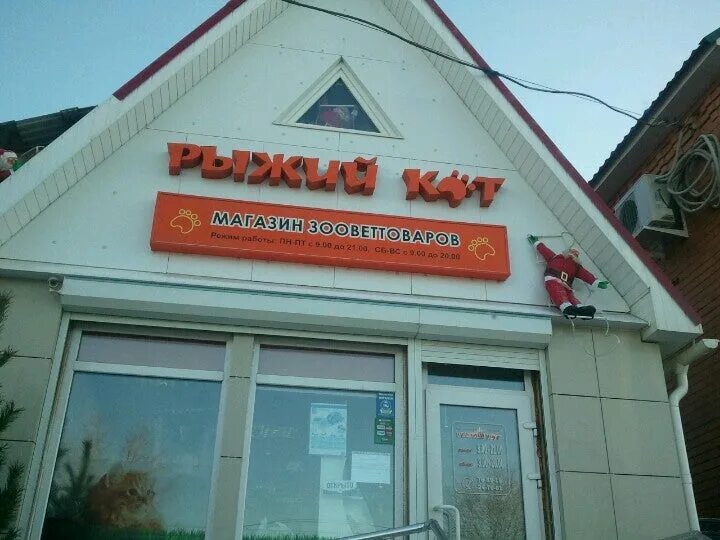 РЫЖИЙ КОТ
МАГАЗИН ЗООВЕТТОВАРОВ
Режим работы: ПН-ПТ с 9.00 до 21.00, СБ-ВС с 9.00 до 20.00
ОТКРЫТО